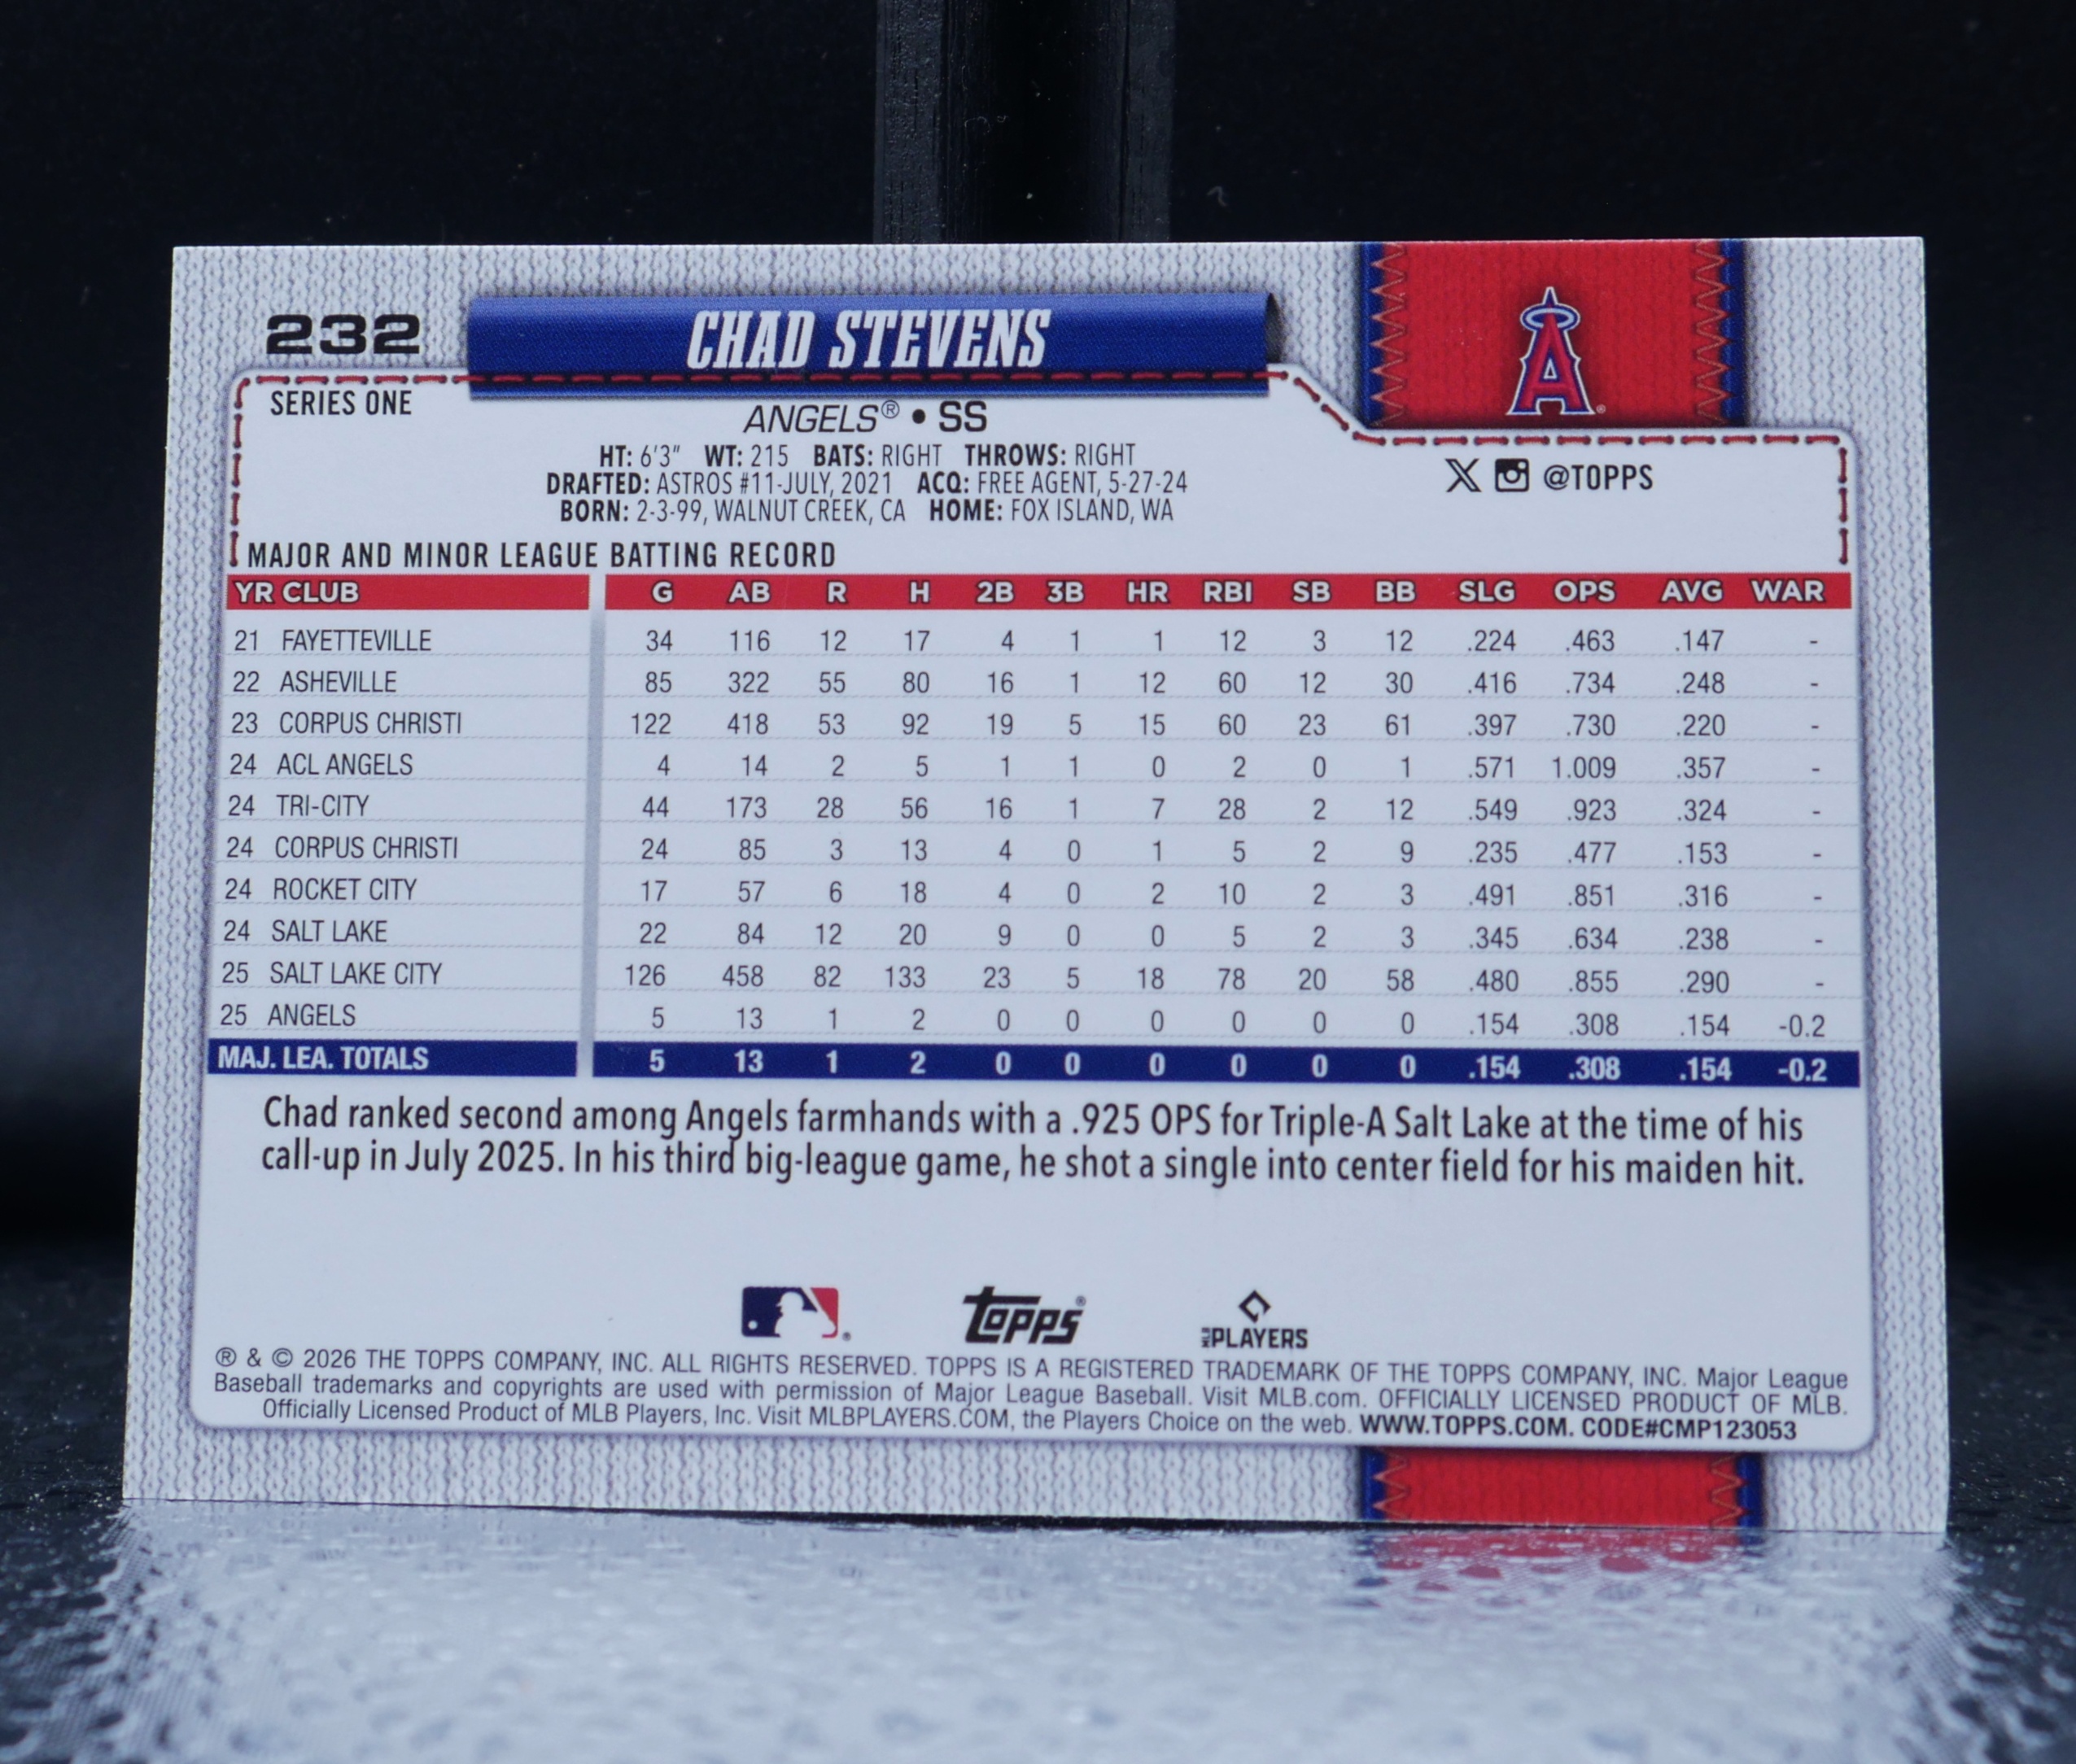 232
CHAD STEVENS
A
SERIES ONE
ANGELS® • SS
HT: 6'3" WT: 215 BATS: RIGHT THROWS: RIGHT
DRAFTED: ASTROS #11-JULY, 2021 ACQ: FREE AGENT, 5-27-24
BORN: 2-3-99, WALNUT CREEK, CA HOME: FOX ISLAND, WA
@TOPPS
MAJOR AND MINOR LEAGUE BATTING RECORD
YR CLUB G AB R H 2B 3B HR RBI SB BB SLG OPS AVG WAR
21 FAYETTEVILLE 34 116 12 17 4 1 1 12 3 12 .224 .463 .147 -
22 ASHEVILLE 85 322 55 80 16 1 12 60 12 30 .416 .734 .248 -
23 CORPUS CHRISTI 122 418 53 92 19 5 15 60 23 61 .397 .730 .220 -
24 ACL ANGELS 4 14 2 5 1 1 0 2 0 1 .571 1.009 .357 -
24 TRI-CITY 44 173 28 56 16 1 7 28 2 12 .549 .923 .324 -
24 CORPUS CHRISTI 24 85 3 13 4 0 1 5 2 9 .235 .477 .153 -
24 ROCKET CITY 17 57 6 18 4 0 2 10 2 3 .491 .851 .316 -
24 SALT LAKE 22 84 12 20 9 0 0 5 2 3 .345 .634 .238 -
25 SALT LAKE CITY 126 458 82 133 23 5 18 78 20 58 .480 .855 .290 -
25 ANGELS 5 13 1 2 0 0 0 0 0 0 .154 .308 .154 -0.2
MAJ. LEA. TOTALS 5 13 1 2 0 0 0 0 0 0 .154 .308 .154 -0.2
Chad ranked second among Angels farmhands with a .925 OPS for Triple-A Salt Lake at the time of his
call-up in July 2025. In his third big-league game, he shot a single into center field for his maiden hit.
topps® MLB PLAYERS
® & © 2026 THE TOPPS COMPANY, INC. ALL RIGHTS RESERVED. TOPPS IS A REGISTERED TRADEMARK OF THE TOPPS COMPANY, INC. Major League
Baseball trademarks and copyrights are used with permission of Major League Baseball. Visit MLB.com. OFFICIALLY LICENSED PRODUCT OF MLB.
Officially Licensed Product of MLB Players, Inc. Visit MLBPLAYERS.COM, the Players Choice on the web. WWW.TOPPS.COM. CODE#CMP123053